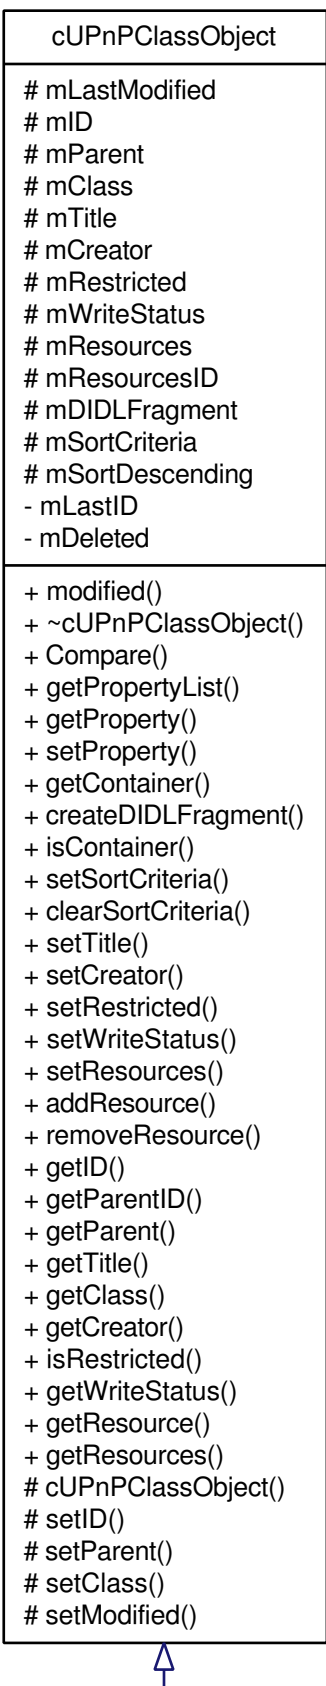 cUPnPClassObject
# mLastModified
# mID
# mParent
# mClass
# mTitle
# mCreator
# mRestricted
# mWriteStatus
# mResources
# mResourcesID
# mDIDLFragment
# mSortCriteria
# mSortDescending
- mLastID
- mDeleted
+ modified()
+ ~cUPnPClassObject()
+ Compare()
+ getPropertyList()
+ getProperty()
+ setProperty()
+ getContainer()
+ createDIDLFragment()
+ isContainer()
+ setSortCriteria()
+ clearSortCriteria()
+ setTitle()
+ setCreator()
+ setRestricted()
+ setWriteStatus()
+ setResources()
+ addResource()
+ removeResource()
+ getID()
+ getParentID()
+ getParent()
+ getTitle()
+ getClass()
+ getCreator()
+ isRestricted()
+ getWriteStatus()
+ getResource()
+ getResources()
# cUPnPClassObject()
# setID()
# setParent()
# setClass()
# setModified()